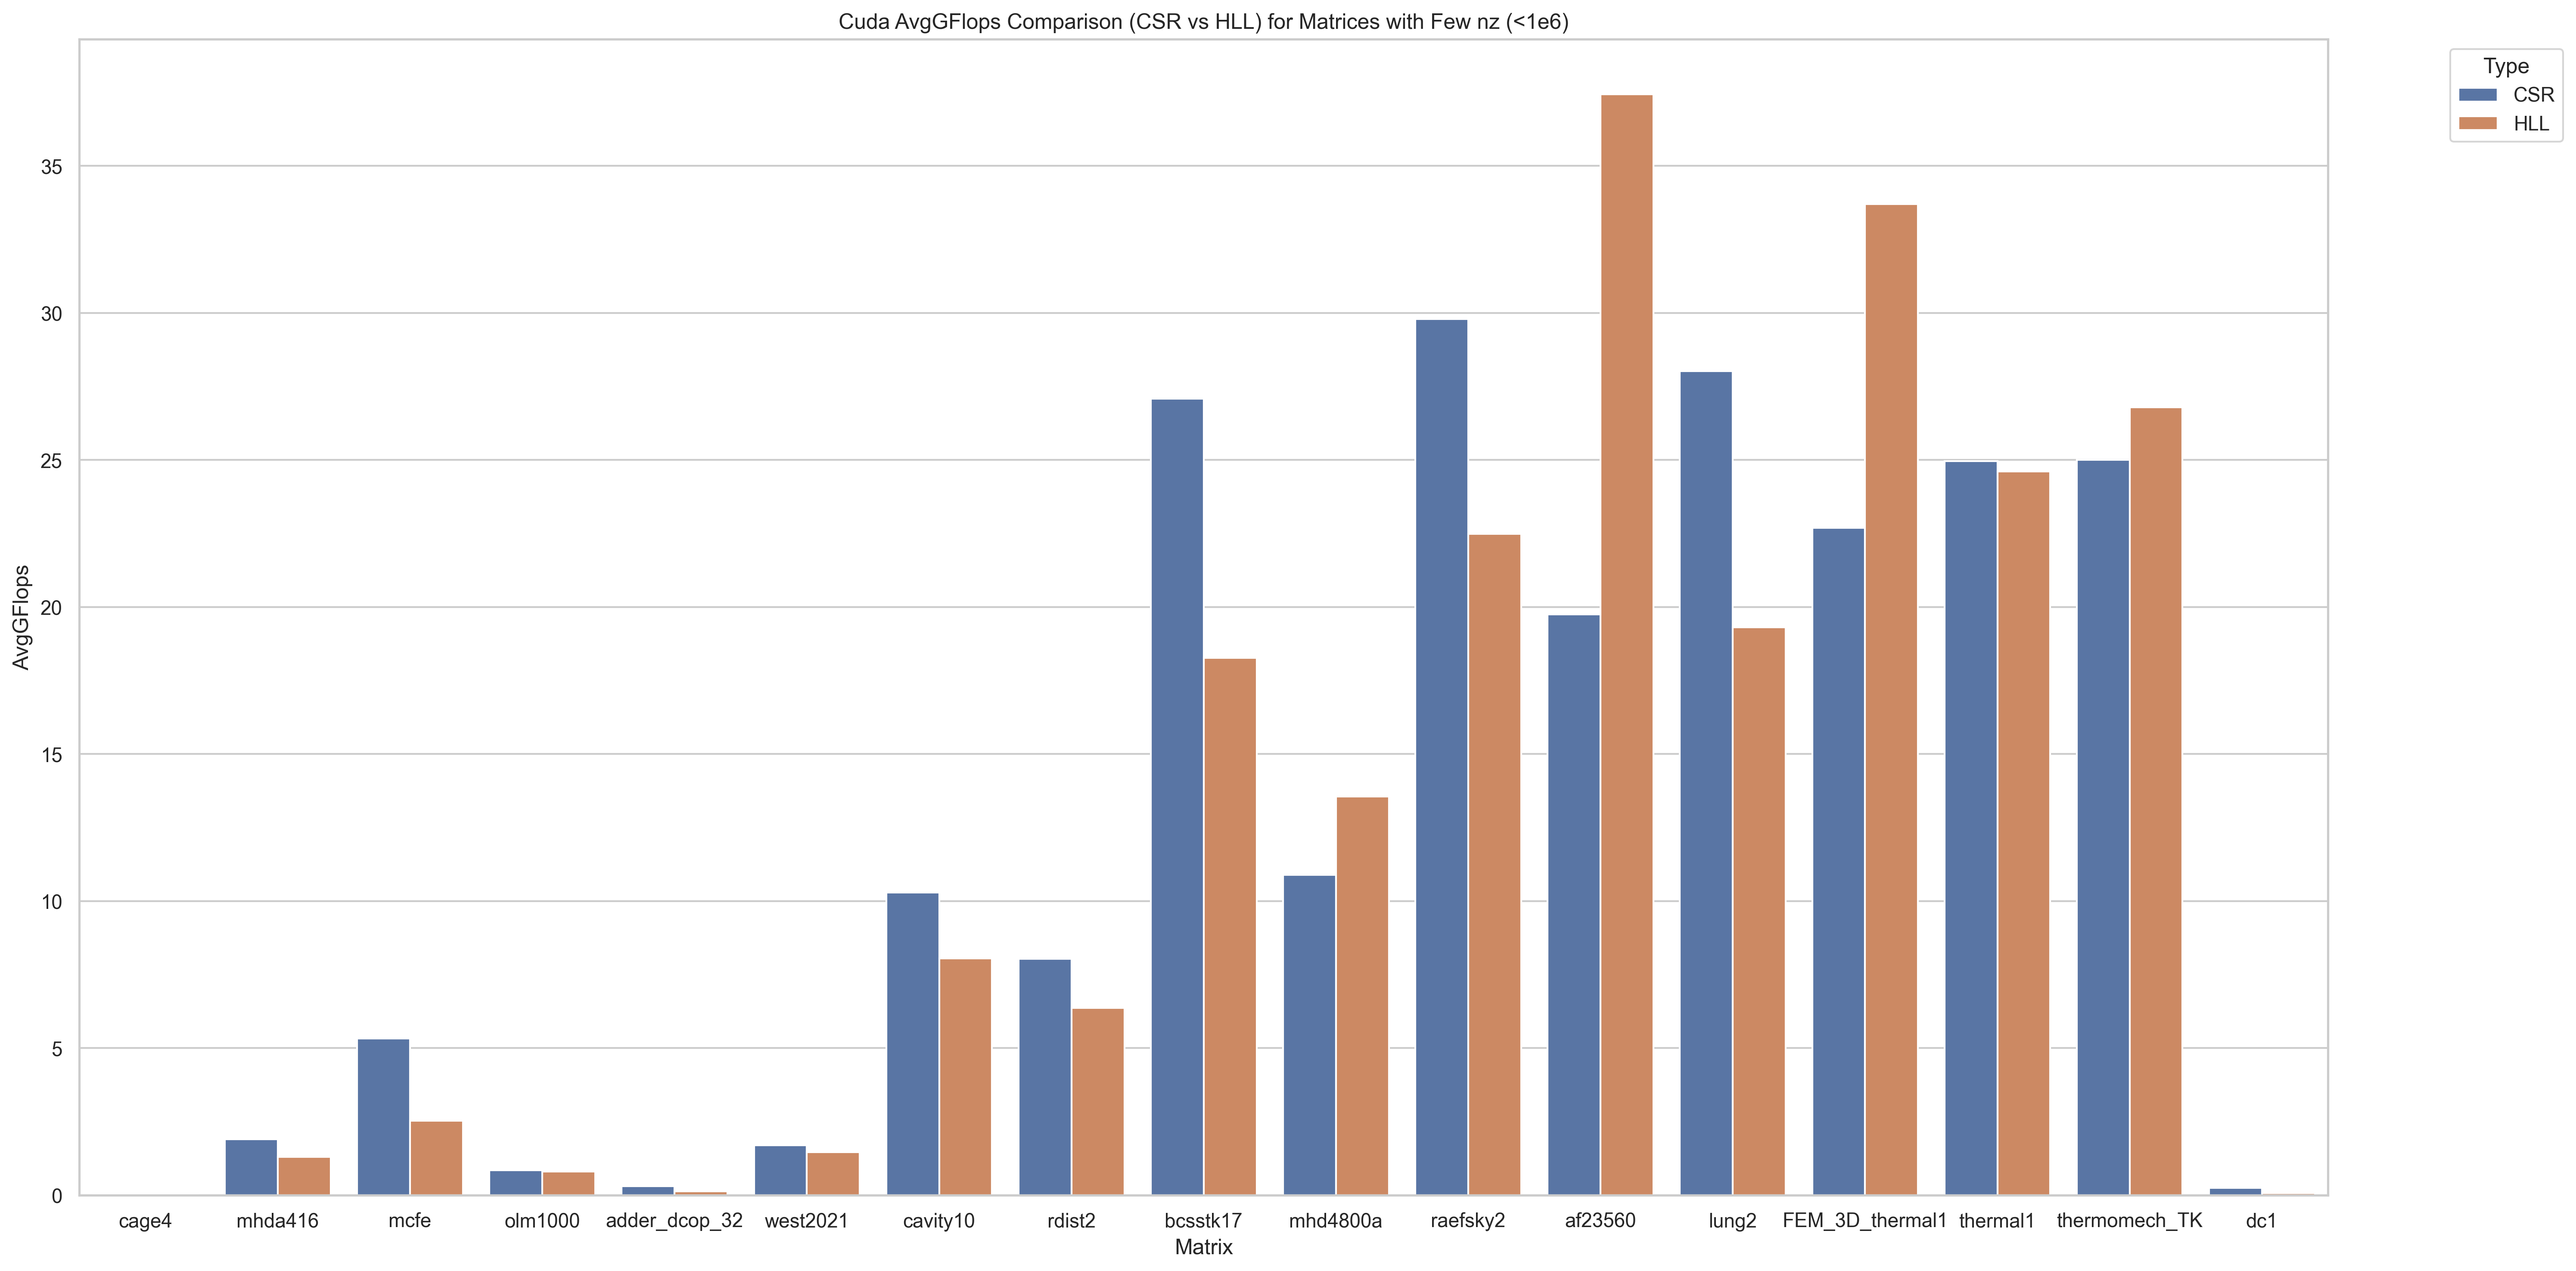 Cuda AvgGFlops Comparison (CSR vs HLL) for Matrices with Few nz (<1e6)
Type
CSR
HLL
AvgGFlops
35
30
25
20
15
10
5
0
cage4 mhda416 mcfe olm1000 adder_dcop_32 west2021 cavity10 rdist2 bcsstk17 mhd4800a raefsky2 af23560 lung2 FEM_3D_thermal1 thermal1 thermomech_TK dc1
Matrix